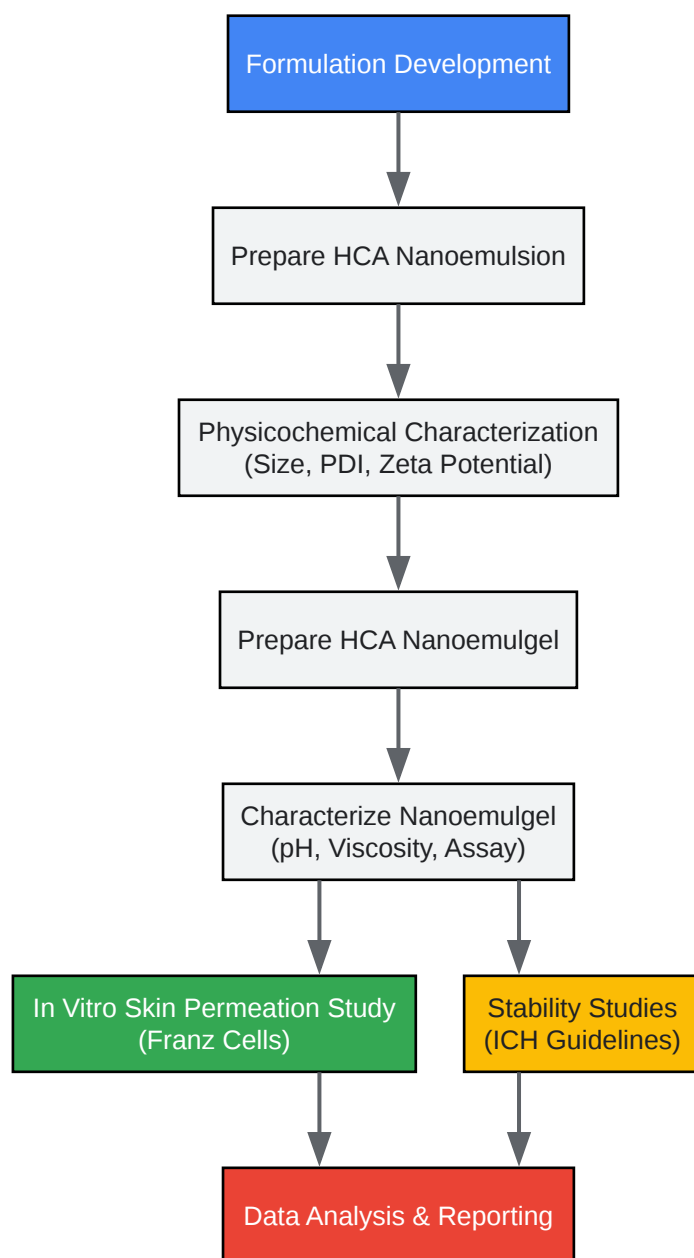 Formulation Development
Prepare HCA Nanoemulsion
Physicochemical Characterization
(Size, PDI, Zeta Potential)
Prepare HCA Nanoemulgel
Characterize Nanoemulgel
(pH, Viscosity, Assay)
In Vitro Skin Permeation Study
(Franz Cells)
Stability Studies
(ICH Guidelines)
Data Analysis & Reporting